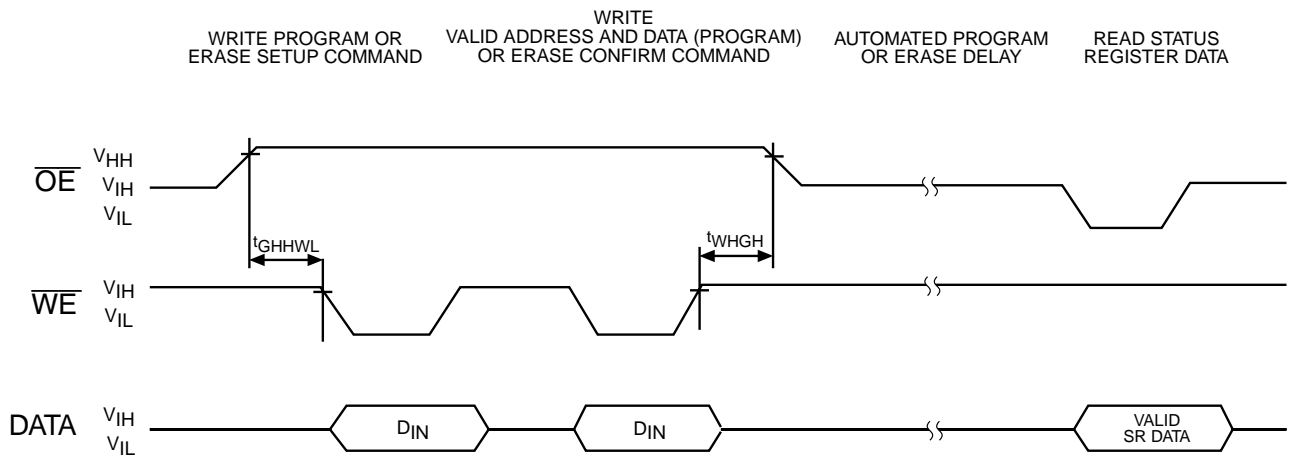 WRITE PROGRAM OR
ERASE SETUP COMMAND
WRITE
VALID ADDRESS AND DATA (PROGRAM)
OR ERASE CONFIRM COMMAND
AUTOMATED PROGRAM
OR ERASE DELAY
READ STATUS
REGISTER DATA
OE
VHH
VIH
VIL
tGHHWL
tWHGH
WE
VIH
VIL
DATA
VIH
VIL
DIN
DIN
VALID
SR DATA